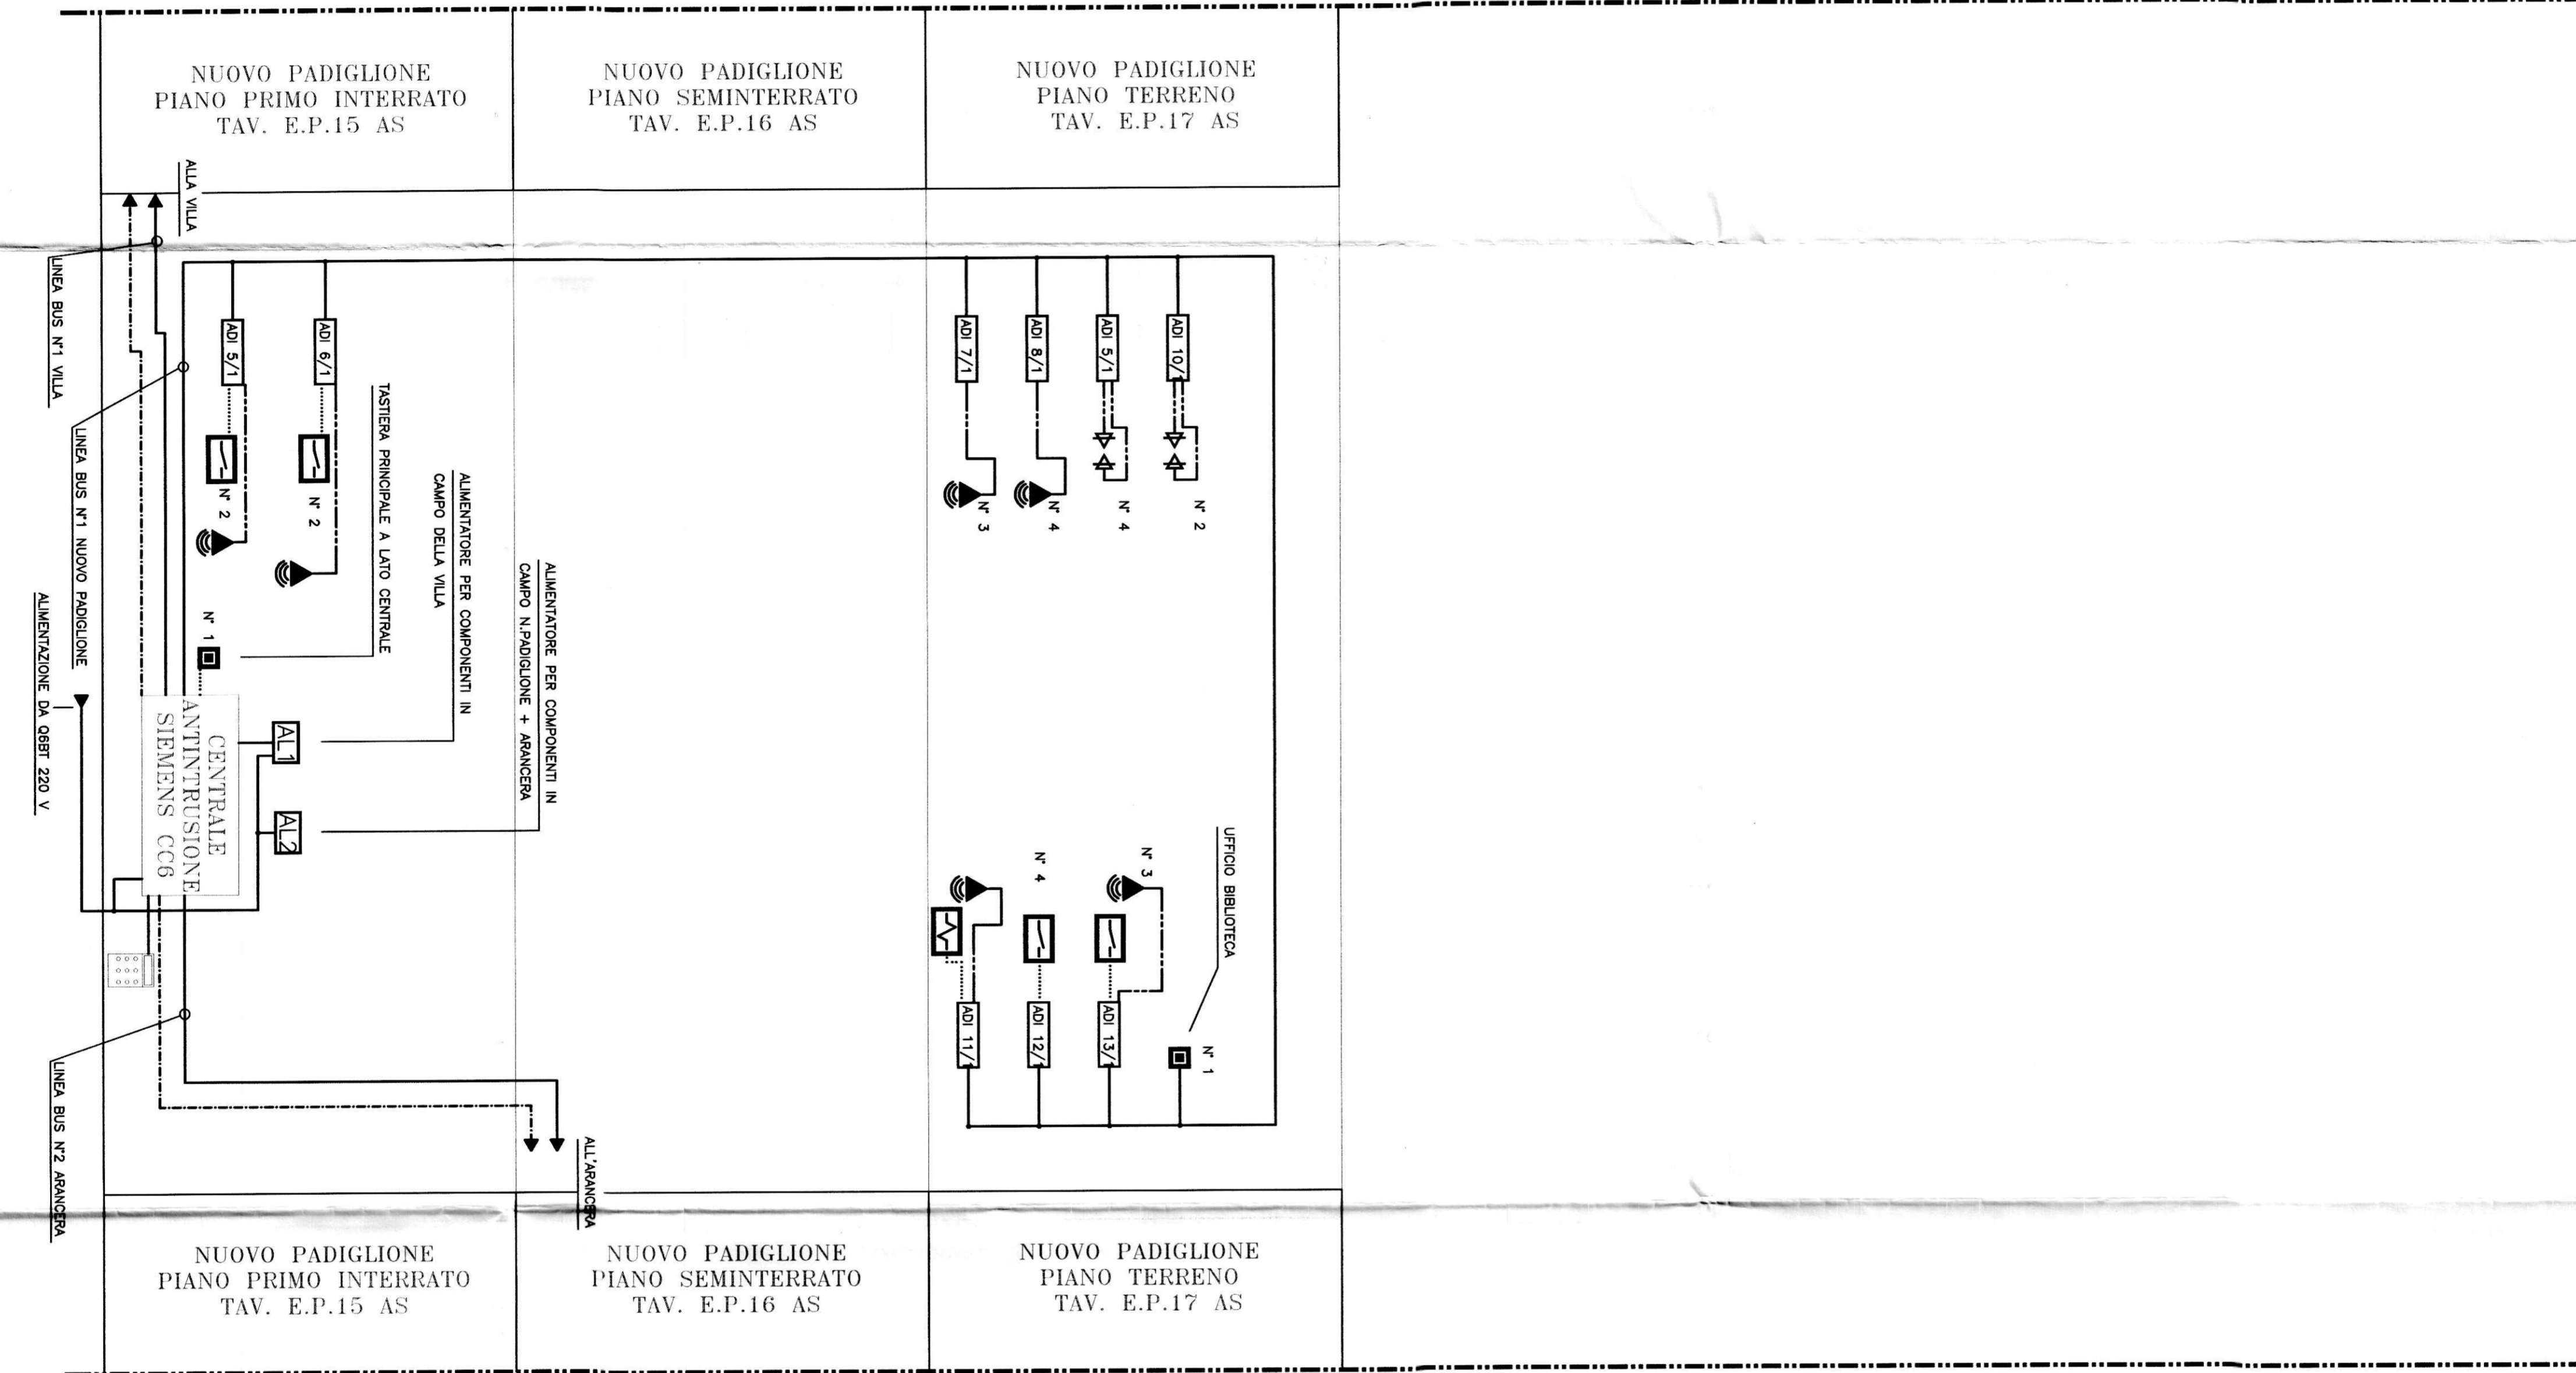 NUOVO PADIGLIONE
PIANO PRIMO INTERRATO
TAV. E.P.15 AS
NUOVO PADIGLIONE
PIANO SEMINTERRATO
TAV. E.P.16 AS
NUOVO PADIGLIONE
PIANO TERRENO
TAV. E.P.17 AS
ALLA VILLA
LINEA BUS N°1 VILLA
LINEA BUS N°1 NUOVO PADIGLIONE
ALIMENTAZIONE DA Q6BT 220 V
ADI 5/1
ADI 6/1
N° 2
N° 2
TASTIERA PRINCIPALE A LATO CENTRALE
ALIMENTATORE PER COMPONENTI IN
CAMPO DELLA VILLA
ALIMENTATORE PER COMPONENTI IN
CAMPO N.PADIGLIONE + ARANCERA
N° 1
CENTRALE
ANTINTRUSIONE
SIEMENS CC6
AL1
AL2
ADI 7/1
ADI 8/1
ADI 5/1
ADI 10/1
N° 3
N° 4
N° 4
N° 2
UFFICIO BIBLIOTECA
N° 4
N° 3
ADI 11/1
ADI 12/1
ADI 13/1
N° 1
LINEA BUS N°2 ARANCERA
ALL'ARANCERA
NUOVO PADIGLIONE
PIANO PRIMO INTERRATO
TAV. E.P.15 AS
NUOVO PADIGLIONE
PIANO SEMINTERRATO
TAV. E.P.16 AS
NUOVO PADIGLIONE
PIANO TERRENO
TAV. E.P.17 AS